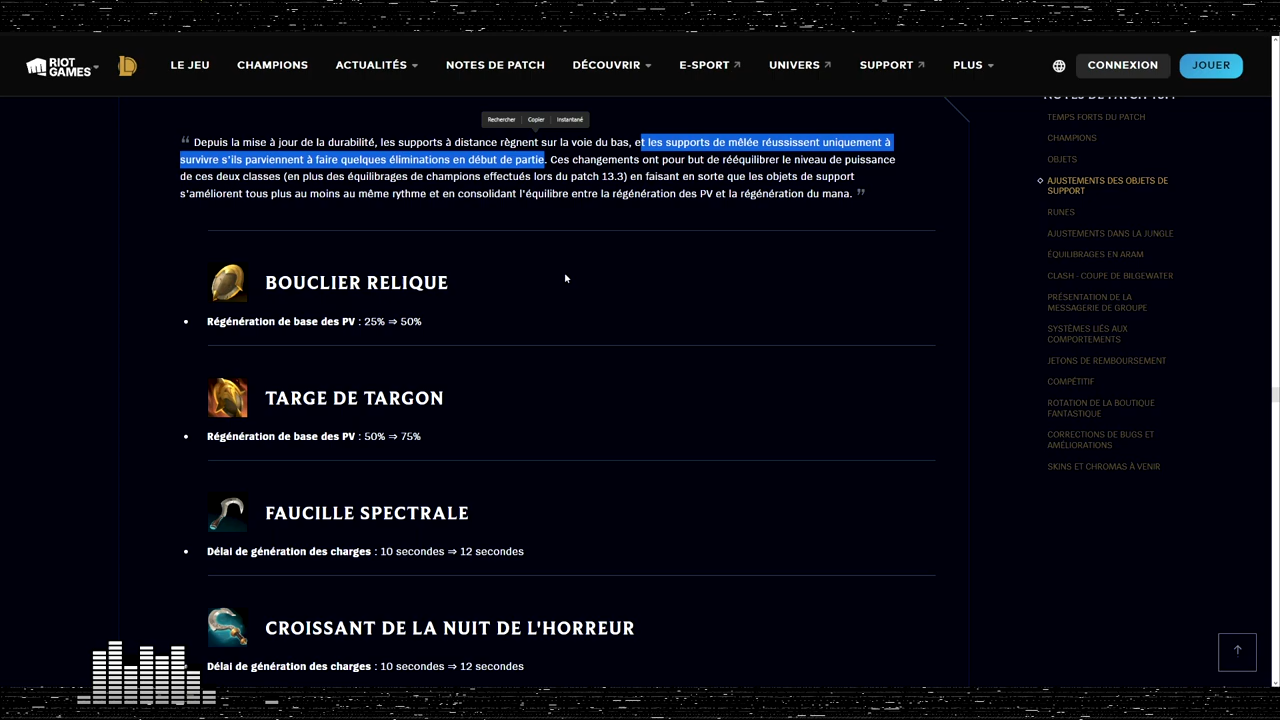 RIOT GAMES
LE JEU CHAMPIONS ACTUALITÉS NOTES DE PATCH DÉCOUVRIR E-SPORT UNIVERS SUPPORT PLUS CONNEXION JOUER
Rechercher Copier Instantané
“ Depuis la mise à jour de la durabilité, les supports à distance règnent sur la voie du bas, et les supports de mêlée réussissent uniquement à
survivre s'ils parviennent à faire quelques éliminations en début de partie. Ces changements ont pour but de rééquilibrer le niveau de puissance
de ces deux classes (en plus des équilibrages de champions effectués lors du patch 13.3) en faisant en sorte que les objets de support
s'améliorent tous plus au moins au même rythme et en consolidant l'équilibre entre la régénération des PV et la régénération du mana. ”
BOUCLIER RELIQUE
• Régénération de base des PV : 25% ⇒ 50%
TARGE DE TARGON
• Régénération de base des PV : 50% ⇒ 75%
FAUCILLE SPECTRALE
• Délai de génération des charges : 10 secondes ⇒ 12 secondes
CROISSANT DE LA NUIT DE L'HORREUR
Délai de génération des charges : 10 secondes ⇒ 12 secondes
NOTES DE PATCH
TEMPS FORTS DU PATCH
CHAMPIONS
OBJETS
AJUSTEMENTS DES OBJETS DE
SUPPORT
RUNES
AJUSTEMENTS DANS LA JUNGLE
ÉQUILIBRAGES EN ARAM
CLASH - COUPE DE BILGEWATER
PRÉSENTATION DE LA
MESSAGERIE DE GROUPE
SYSTÈMES LIÉS AUX
COMPORTEMENTS
JETONS DE REMBOURSEMENT
COMPÉTITIF
ROTATION DE LA BOUTIQUE
FANTASTIQUE
CORRECTIONS DE BUGS ET
AMÉLIORATIONS
SKINS ET CHROMAS À VENIR